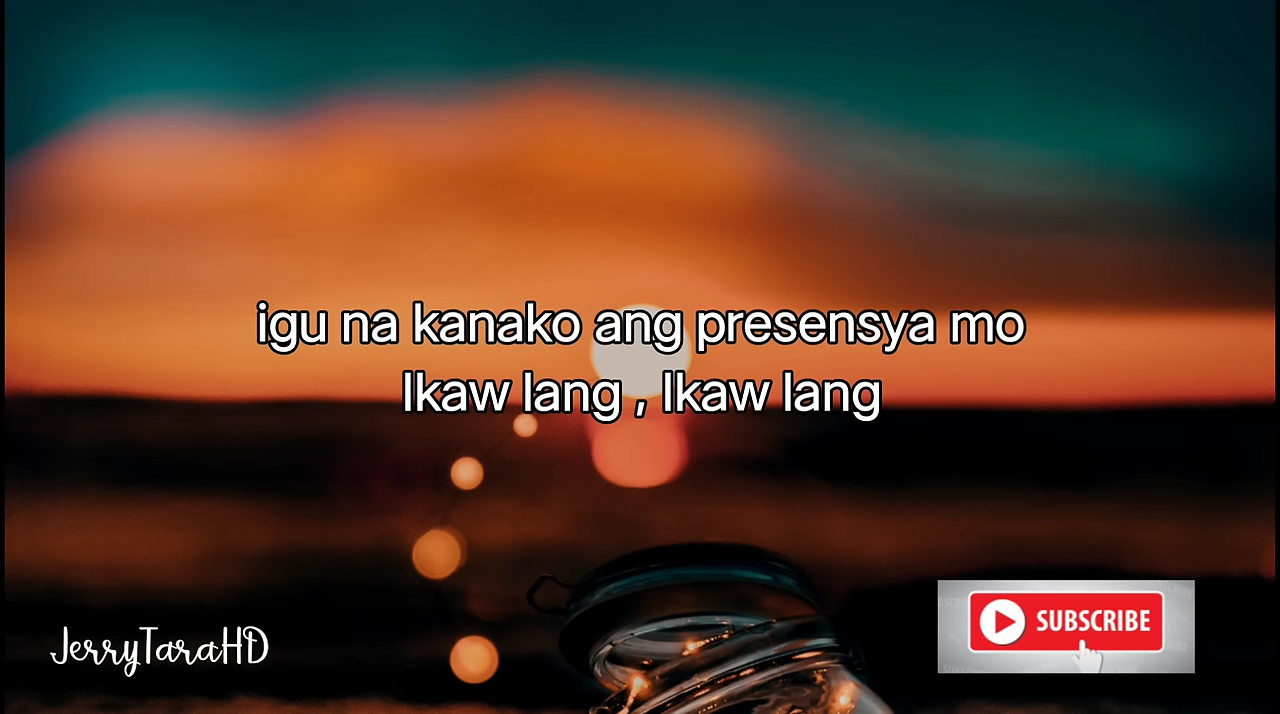 igu na kanako ang presensya mo
Ikaw lang , Ikaw lang
JerryTaraHD
SUBSCRIBE